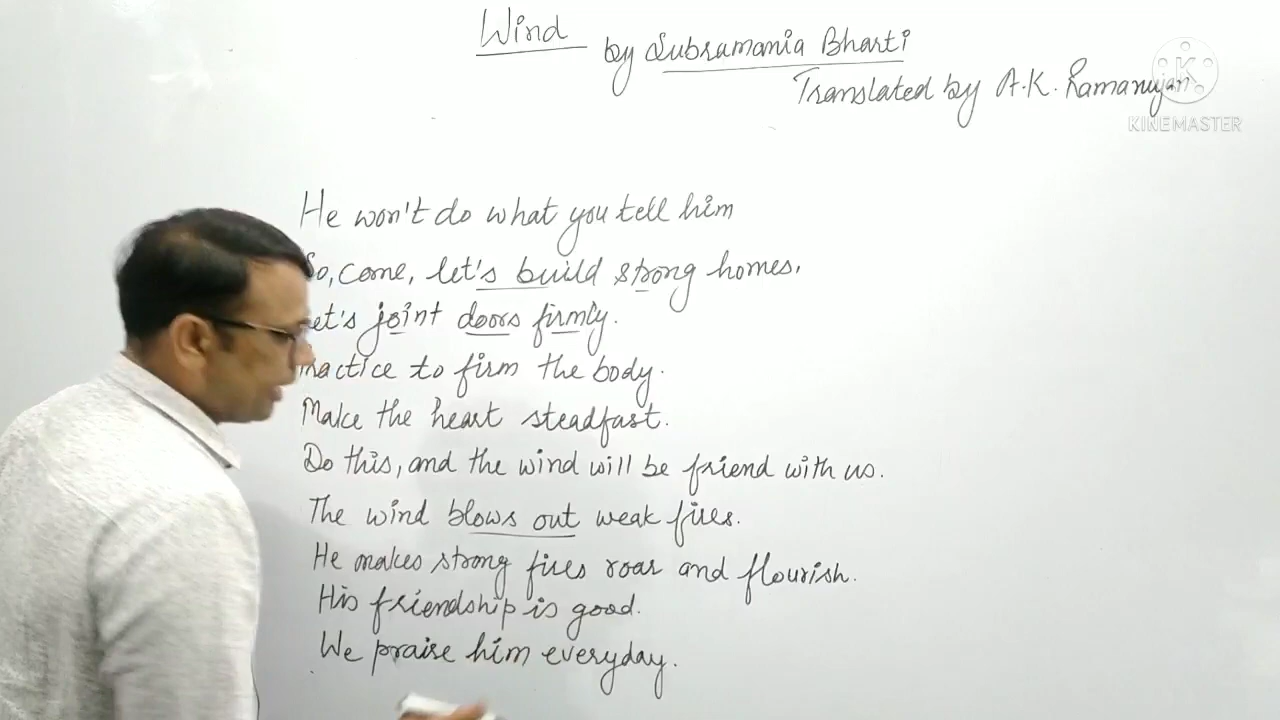 Wind
by Subramania Bharti
Translated by A.K. Ramanujan
KINEMASTER
He won't do what you tell him
So, come, let's build strong homes,
et's joint doors firmly.
ractice to firm the body.
Make the heart steadfast.
Do this, and the wind will be friend with us.
The wind blows out weak fires.
He makes strong fires roar and flourish.
His friendship is good.
We praise him everyday.